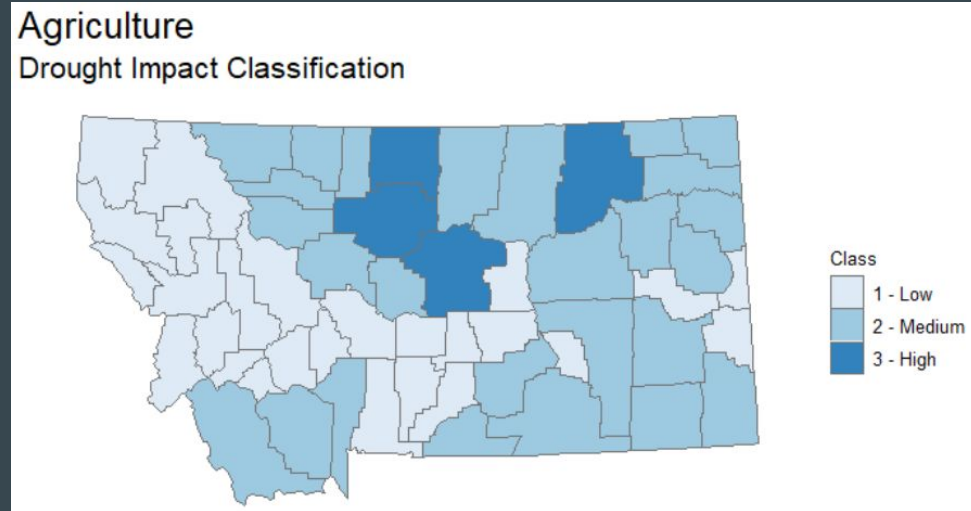 Agriculture
Drought Impact Classification
Class
1 - Low
2 - Medium
3 - High